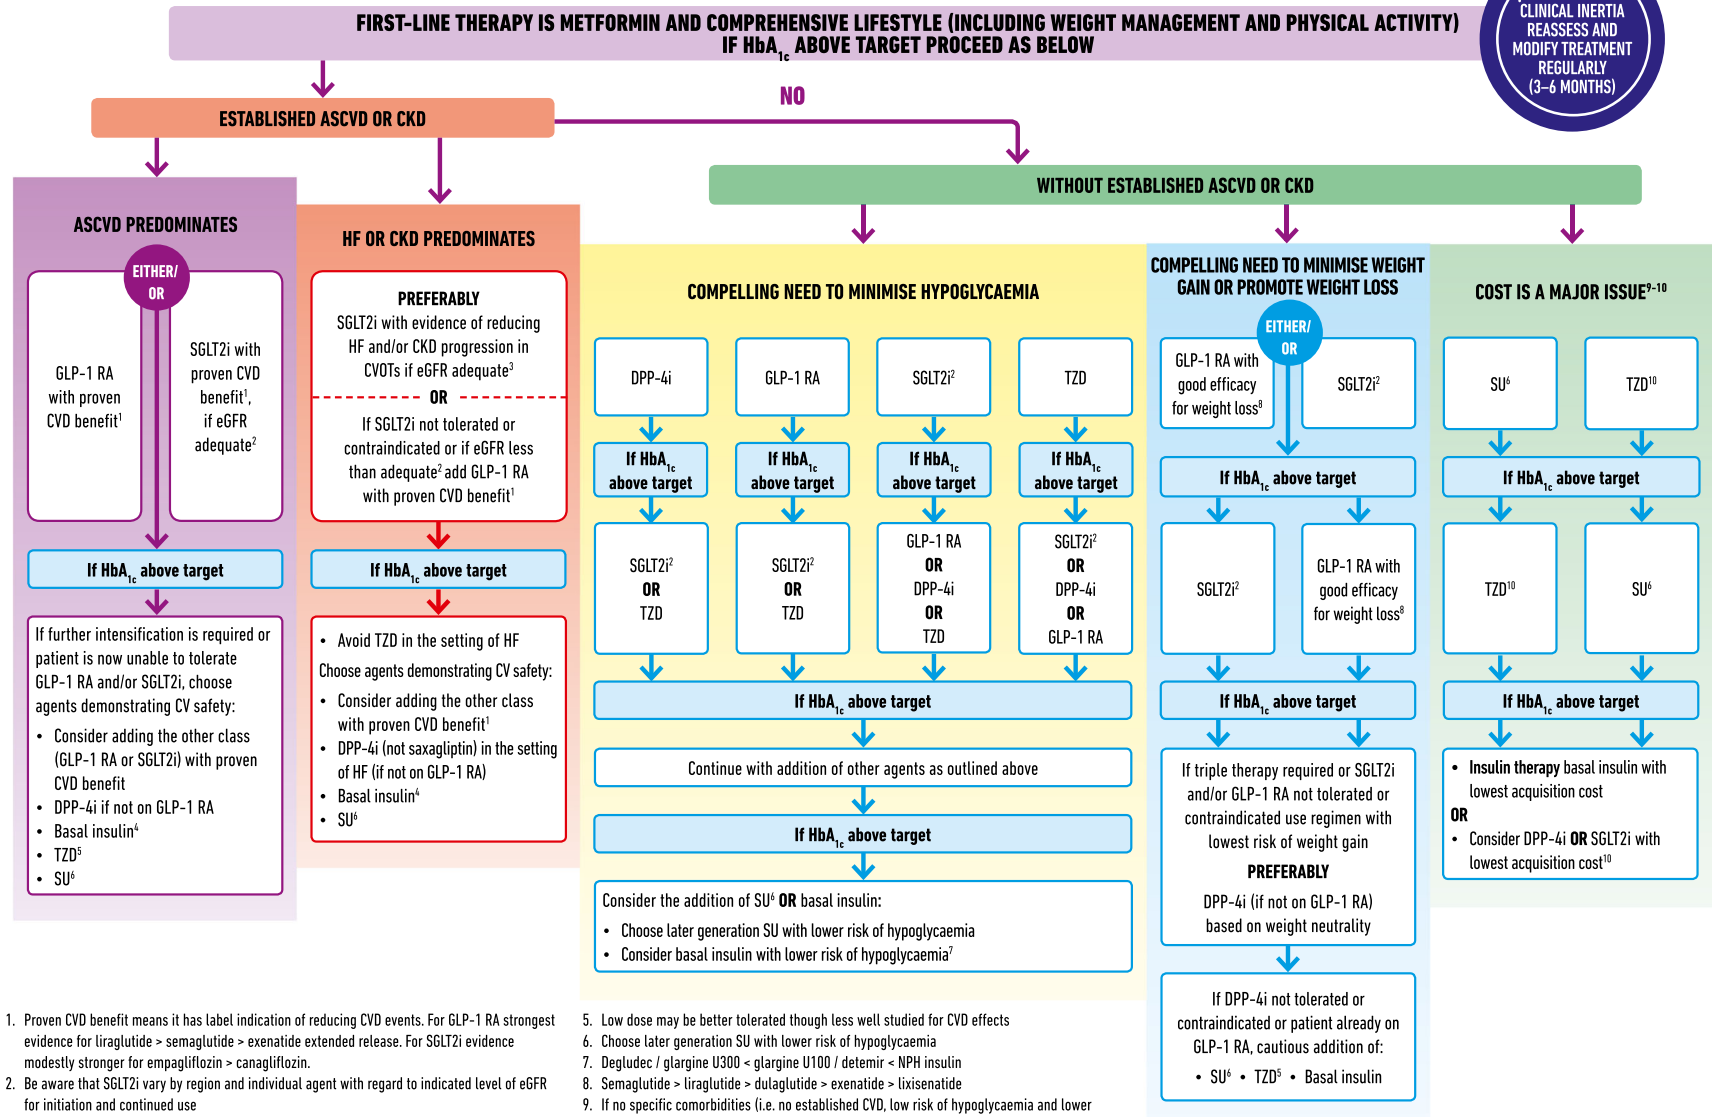 FIRST-LINE THERAPY IS METFORMIN AND COMPREHENSIVE LIFESTYLE (INCLUDING WEIGHT MANAGEMENT AND PHYSICAL ACTIVITY)
IF HbA1c ABOVE TARGET PROCEED AS BELOW
CLINICAL INERTIA
REASSESS AND
MODIFY TREATMENT
REGULARLY
(3–6 MONTHS)
NO
ESTABLISHED ASCVD OR CKD
WITHOUT ESTABLISHED ASCVD OR CKD
ASCVD PREDOMINATES
EITHER/
OR
GLP-1 RA
with proven
CVD benefit1
SGLT2i with
proven CVD
benefit1,
if eGFR
adequate2
If HbA1c above target
If further intensification is required or
patient is now unable to tolerate
GLP-1 RA and/or SGLT2i, choose
agents demonstrating CV safety:
• Consider adding the other class
(GLP-1 RA or SGLT2i) with proven
CVD benefit
• DPP-4i if not on GLP-1 RA
• Basal insulin4
• TZD5
• SU6
HF OR CKD PREDOMINATES
PREFERABLY
SGLT2i with evidence of reducing
HF and/or CKD progression in
CVOTs if eGFR adequate3
OR
If SGLT2i not tolerated or
contraindicated or if eGFR less
than adequate2 add GLP-1 RA
with proven CVD benefit1
If HbA1c above target
• Avoid TZD in the setting of HF
Choose agents demonstrating CV safety:
• Consider adding the other class
with proven CVD benefit1
• DPP-4i (not saxagliptin) in the setting
of HF (if not on GLP-1 RA)
• Basal insulin4
• SU6
COMPELLING NEED TO MINIMISE HYPOGLYCAEMIA
DPP-4i
GLP-1 RA
SGLT2i2
TZD
If HbA1c
above target
If HbA1c
above target
If HbA1c
above target
If HbA1c
above target
SGLT2i2
OR
TZD
SGLT2i2
OR
TZD
GLP-1 RA
OR
DPP-4i
OR
TZD
SGLT2i2
OR
DPP-4i
OR
GLP-1 RA
If HbA1c above target
Continue with addition of other agents as outlined above
If HbA1c above target
Consider the addition of SU6 OR basal insulin:
• Choose later generation SU with lower risk of hypoglycaemia
• Consider basal insulin with lower risk of hypoglycaemia7
COMPELLING NEED TO MINIMISE WEIGHT
GAIN OR PROMOTE WEIGHT LOSS
EITHER/
OR
GLP-1 RA with
good efficacy
for weight loss8
SGLT2i2
If HbA1c above target
SGLT2i2
GLP-1 RA with
good efficacy
for weight loss8
If HbA1c above target
If triple therapy required or SGLT2i
and/or GLP-1 RA not tolerated or
contraindicated use regimen with
lowest risk of weight gain
PREFERABLY
DPP-4i (if not on GLP-1 RA)
based on weight neutrality
If DPP-4i not tolerated or
contraindicated or patient already on
GLP-1 RA, cautious addition of:
• SU6 • TZD5 • Basal insulin
COST IS A MAJOR ISSUE9-10
SU6
TZD10
If HbA1c above target
TZD10
SU6
If HbA1c above target
• Insulin therapy basal insulin with
lowest acquisition cost
OR
• Consider DPP-4i OR SGLT2i with
lowest acquisition cost10
1. Proven CVD benefit means it has label indication of reducing CVD events. For GLP-1 RA strongest
evidence for liraglutide > semaglutide > exenatide extended release. For SGLT2i evidence
modestly stronger for empagliflozin > canagliflozin.
2. Be aware that SGLT2i vary by region and individual agent with regard to indicated level of eGFR
for initiation and continued use
5. Low dose may be better tolerated though less well studied for CVD effects
6. Choose later generation SU with lower risk of hypoglycaemia
7. Degludec / glargine U300 < glargine U100 / detemir < NPH insulin
8. Semaglutide > liraglutide > dulaglutide > exenatide > lixisenatide
9. If no specific comorbidities (i.e. no established CVD, low risk of hypoglycaemia and lower